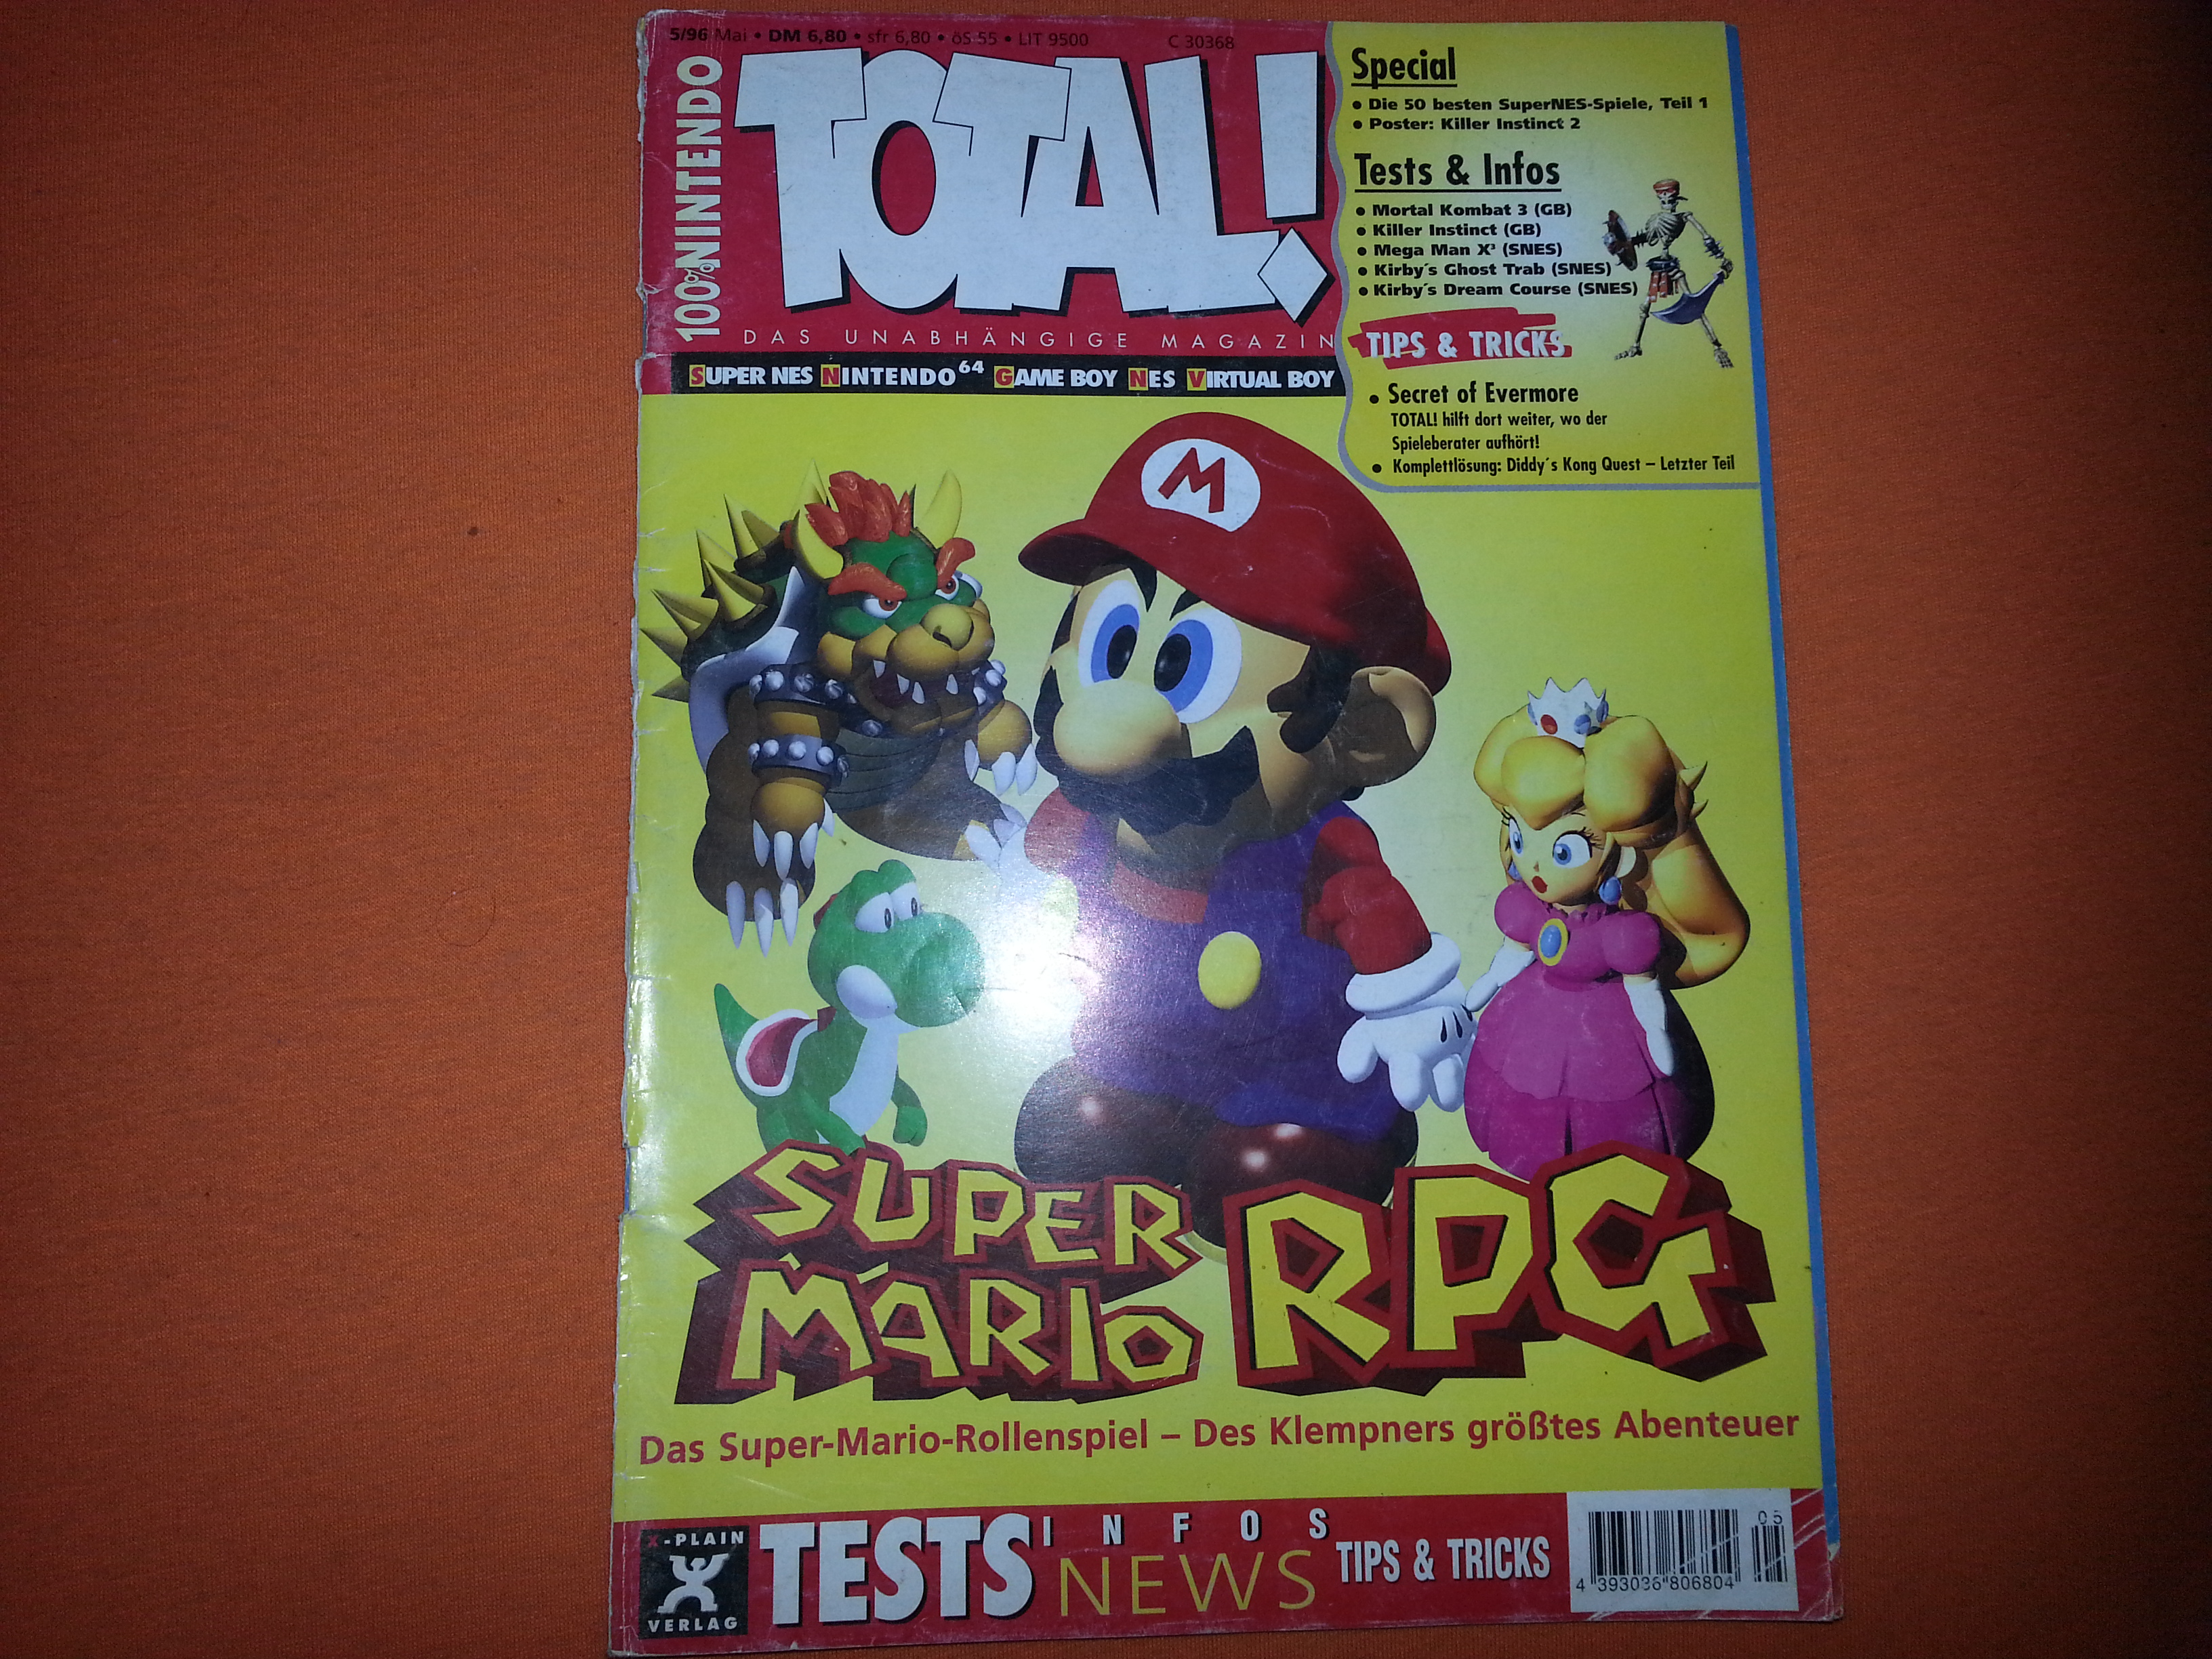 5/96 Mai • DM 6,80 • sfr 6,80 • öS 55 • LIT 9500
C 30368
100% NINTENDO
TOTAL!
DAS UNABHÄNGIGE MAGAZIN
SUPER NES NINTENDO64 GAME BOY NES VIRTUAL BOY
Special
• Die 50 besten SuperNES-Spiele, Teil 1
• Poster: Killer Instinct 2
Tests & Infos
• Mortal Kombat 3 (GB)
• Killer Instinct (GB)
• Mega Man X³ (SNES)
• Kirby´s Ghost Trab (SNES)
• Kirby´s Dream Course (SNES)
TIPS & TRICKS
• Secret of Evermore
TOTAL! hilft dort weiter, wo der
Spieleberater aufhört!
• Komplettlösung: Diddy´s Kong Quest – Letzter Teil
M
SUPER
MARIO
RPG
Das Super-Mario-Rollenspiel – Des Klempners größtes Abenteuer
X-PLAIN
VERLAG
TESTS
INFOS
NEWS
TIPS & TRICKS
05
4 393036 806804